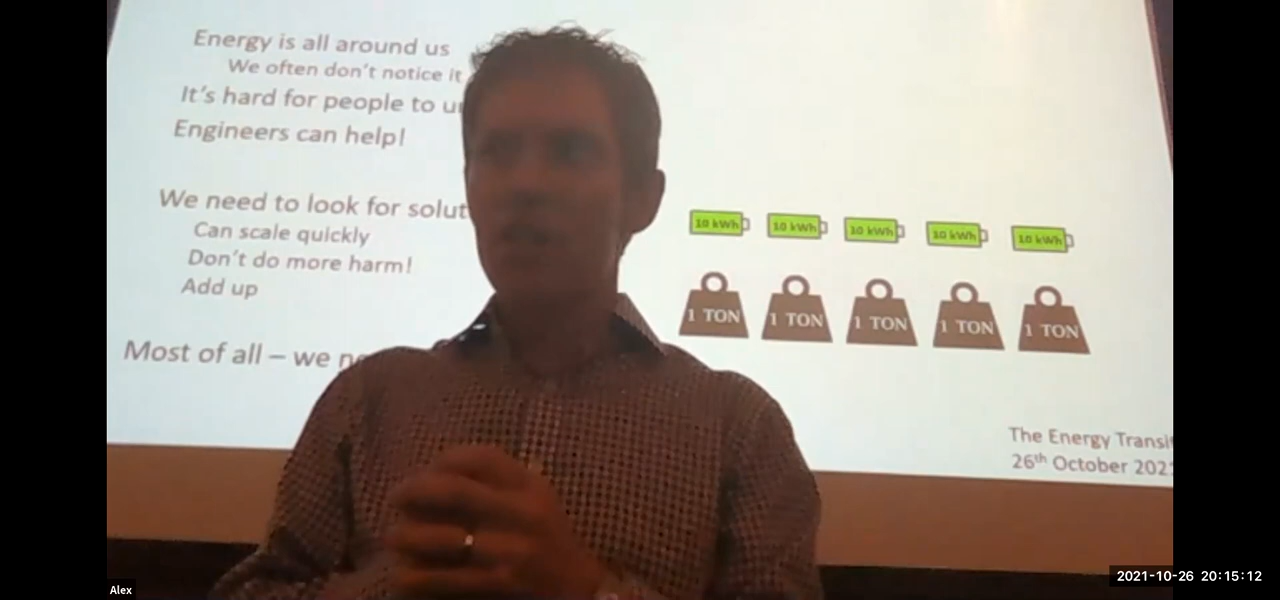 Energy is all around us
We often don't notice it
It's hard for people to
Engineers can help!
We need to look for
Can scale quickly
Don't do more harm!
Add up
Most of all – we
10 kWh 10 kWh 10 kWh 10 kWh 10 kWh
1 TON 1 TON 1 TON 1 TON 1 TON
The Energy
26th October
Alex
2021-10-26 20:15:12